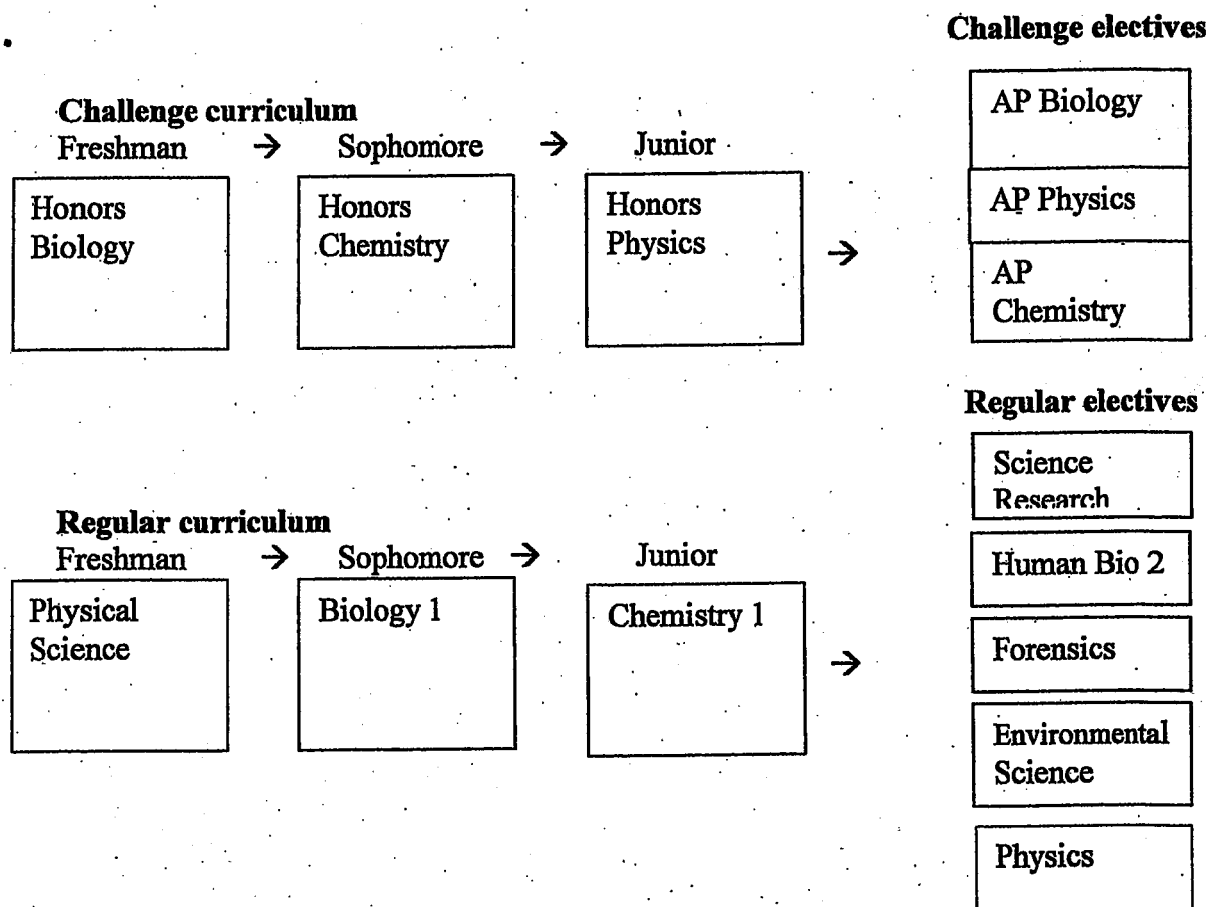 Challenge electives
AP Biology
AP Physics
AP
Chemistry
Challenge curriculum
Freshman → Sophomore → Junior
Honors
Biology
Honors
Chemistry
Honors
Physics
→
Regular electives
Science
Research
Human Bio 2
Forensics
Environmental
Science
Physics
Regular curriculum
Freshman → Sophomore → Junior
Physical
Science
Biology 1
Chemistry 1
→